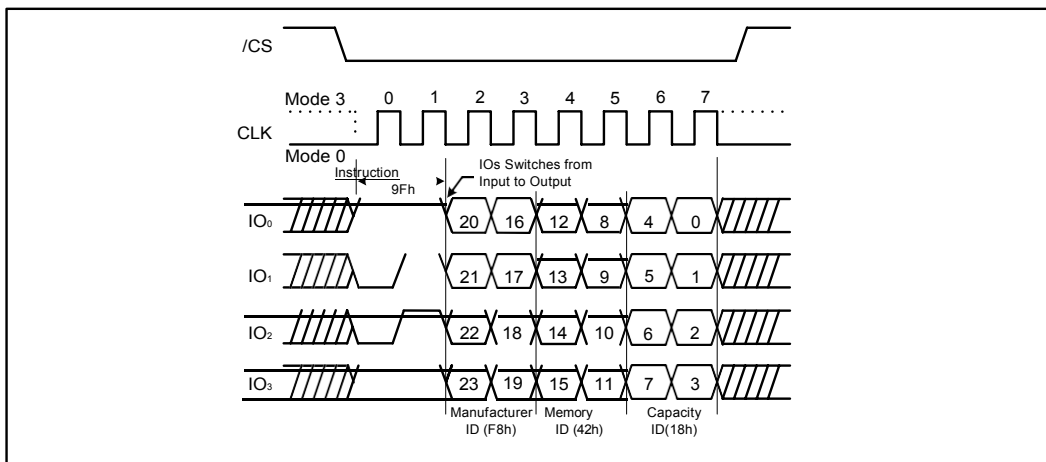 /CS
Mode 3 0 1 2 3 4 5 6 7
CLK
Mode 0
Instruction
9Fh
IOs Switches from
Input to Output
IO₀ 20 16 12 8 4 0
IO₁ 21 17 13 9 5 1
IO₂ 22 18 14 10 6 2
IO₃ 23 19 15 11 7 3
Manufacturer Memory Capacity
ID (F8h) ID (42h) ID(18h)